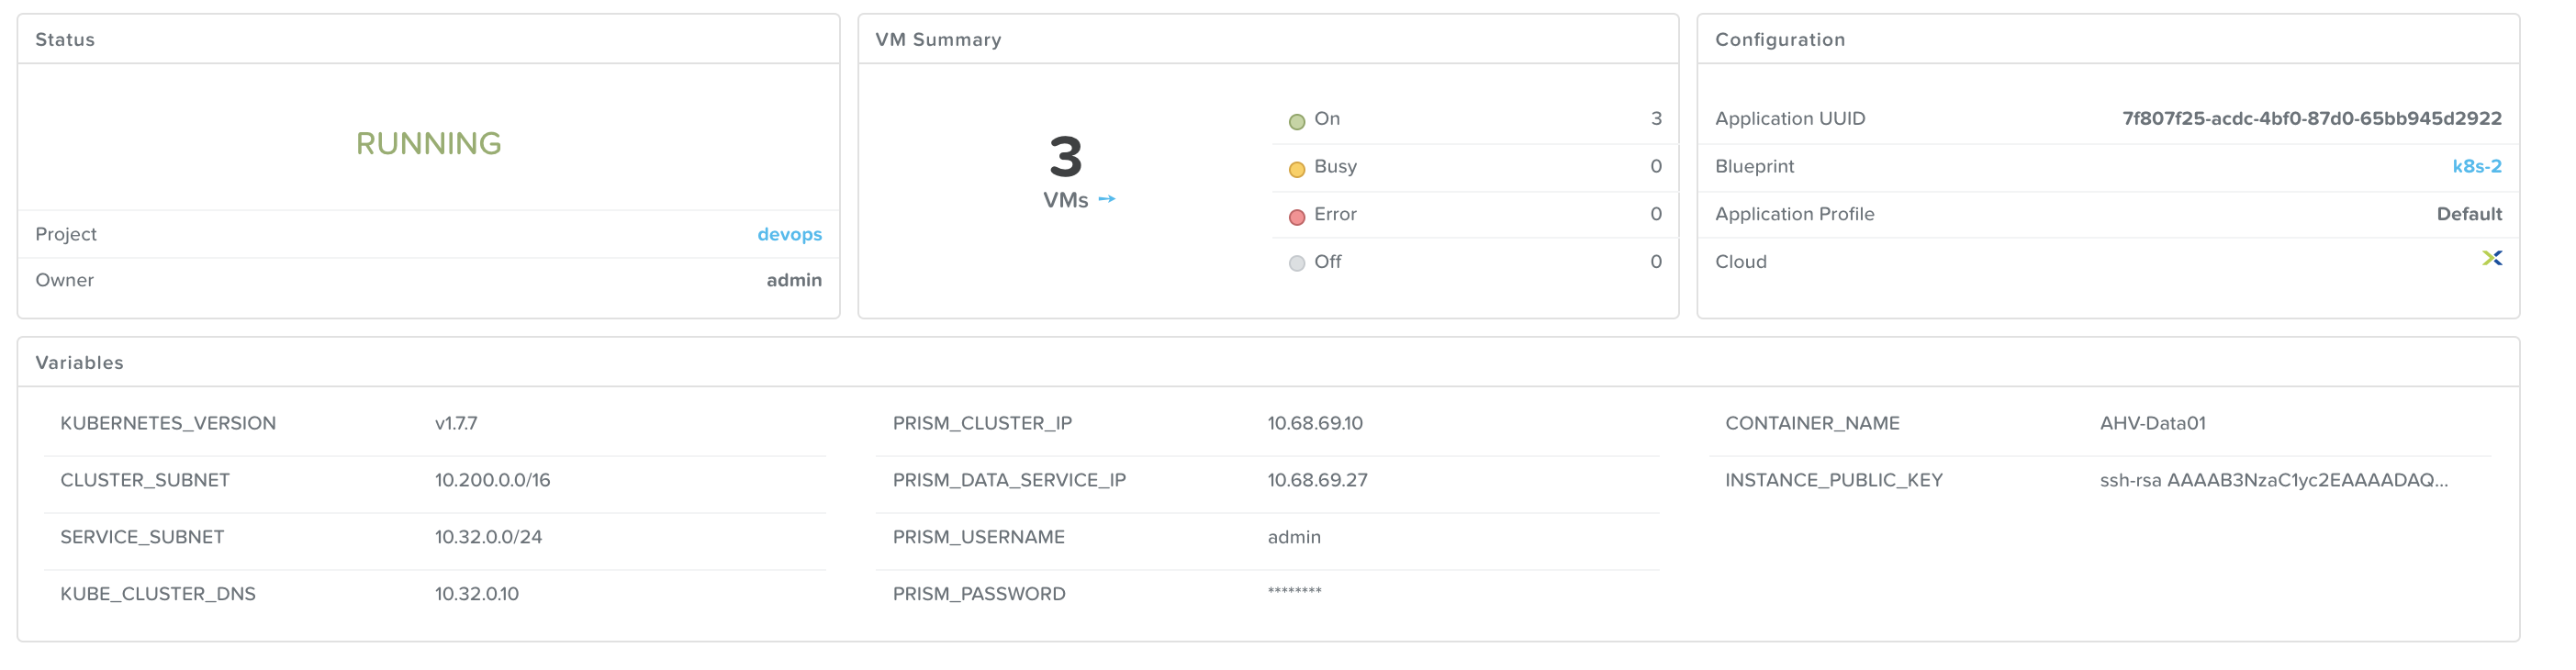 Status
RUNNING
Project devops
Owner admin
VM Summary
3
VMs →
On 3
Busy 0
Error 0
Off 0
Configuration
Application UUID 7f807f25-acdc-4bf0-87d0-65bb945d2922
Blueprint k8s-2
Application Profile Default
Cloud
Variables
KUBERNETES_VERSION v1.7.7
CLUSTER_SUBNET 10.200.0.0/16
SERVICE_SUBNET 10.32.0.0/24
KUBE_CLUSTER_DNS 10.32.0.10
PRISM_CLUSTER_IP 10.68.69.10
PRISM_DATA_SERVICE_IP 10.68.69.27
PRISM_USERNAME admin
PRISM_PASSWORD ********
CONTAINER_NAME AHV-Data01
INSTANCE_PUBLIC_KEY ssh-rsa AAAAB3NzaC1yc2EAAAADAQ...